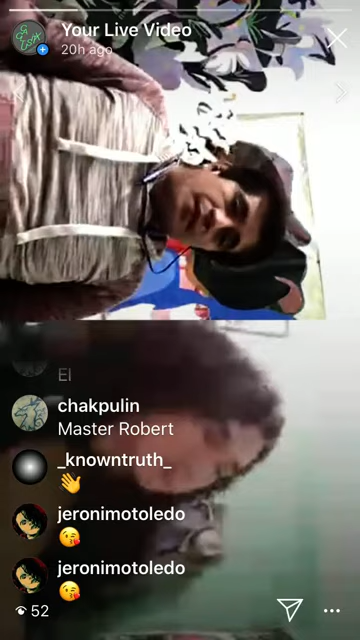 Your Live Video
20h ago
El
chakpulin
Master Robert
_knowntruth_
👋
jeronimotoledo
😘
jeronimotoledo
😘
52